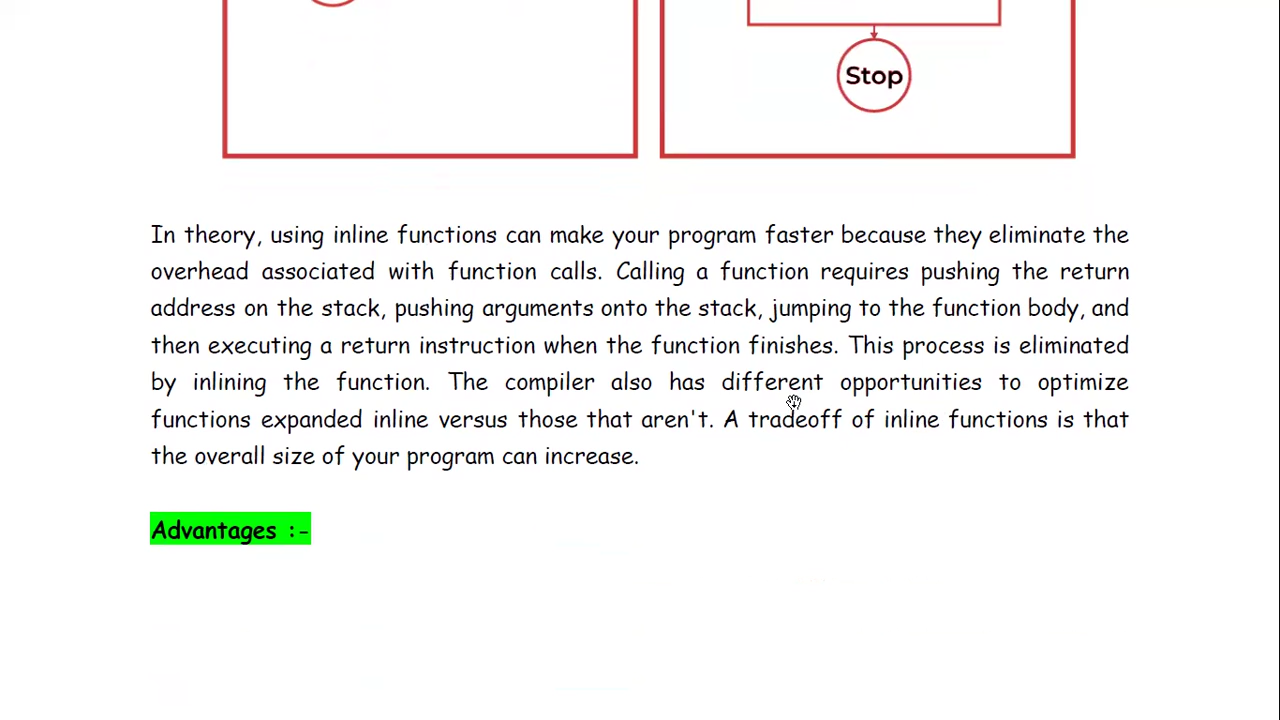 Stop
In theory, using inline functions can make your program faster because they eliminate the
overhead associated with function calls. Calling a function requires pushing the return
address on the stack, pushing arguments onto the stack, jumping to the function body, and
then executing a return instruction when the function finishes. This process is eliminated
by inlining the function. The compiler also has different opportunities to optimize
functions expanded inline versus those that aren't. A tradeoff of inline functions is that
the overall size of your program can increase.
Advantages :-